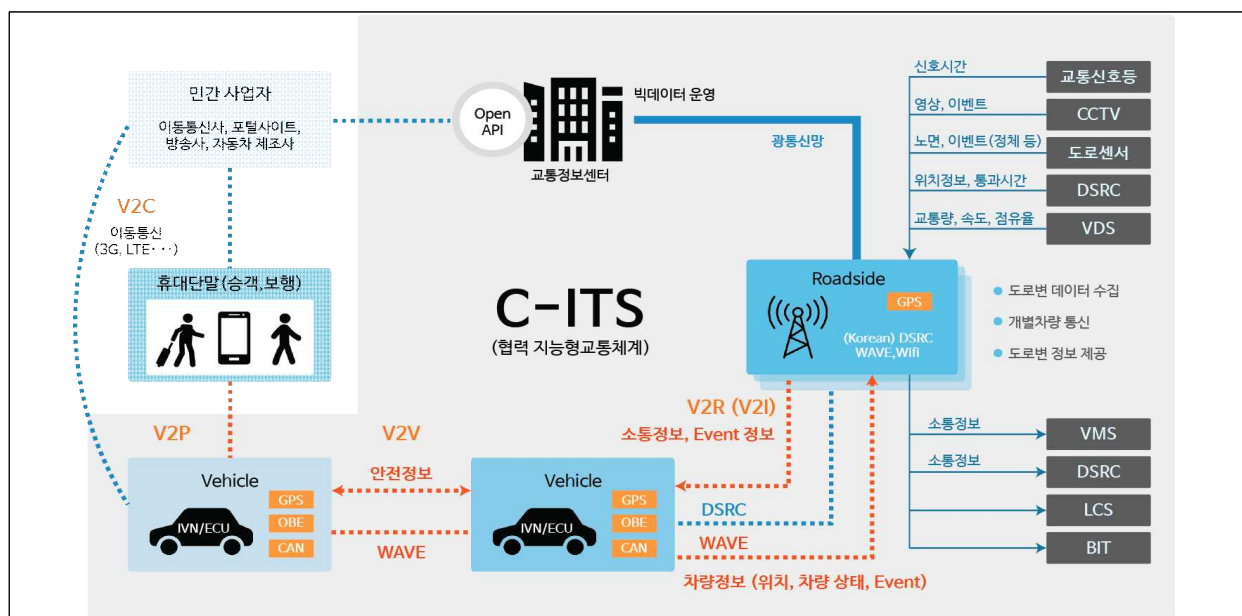 민간 사업자
이동통신사, 포털사이트,
방송사, 자동차 제조사
Open
API
빅데이터 운영
교통정보센터
광통신망
신호시간
교통신호등
영상, 이벤트
CCTV
노면, 이벤트(정체 등)
도로센서
위치정보, 통과시간
DSRC
교통량, 속도, 점유율
VDS
V2C
이동통신
(3G, LTE···)
휴대단말(승객,보행)
C-ITS
(협력 지능형교통체계)
Roadside
GPS
(Korean) DSRC
WAVE,Wifi
도로변 데이터 수집
개별차량 통신
도로변 정보 제공
V2P
V2V
V2R (V2I)
소통정보, Event 정보
소통정보
VMS
소통정보
DSRC
LCS
BIT
Vehicle
IVN/ECU
GPS
OBE
CAN
안전정보
WAVE
Vehicle
IVN/ECU
GPS
OBE
CAN
DSRC
WAVE
차량정보 (위치, 차량 상태, Event)